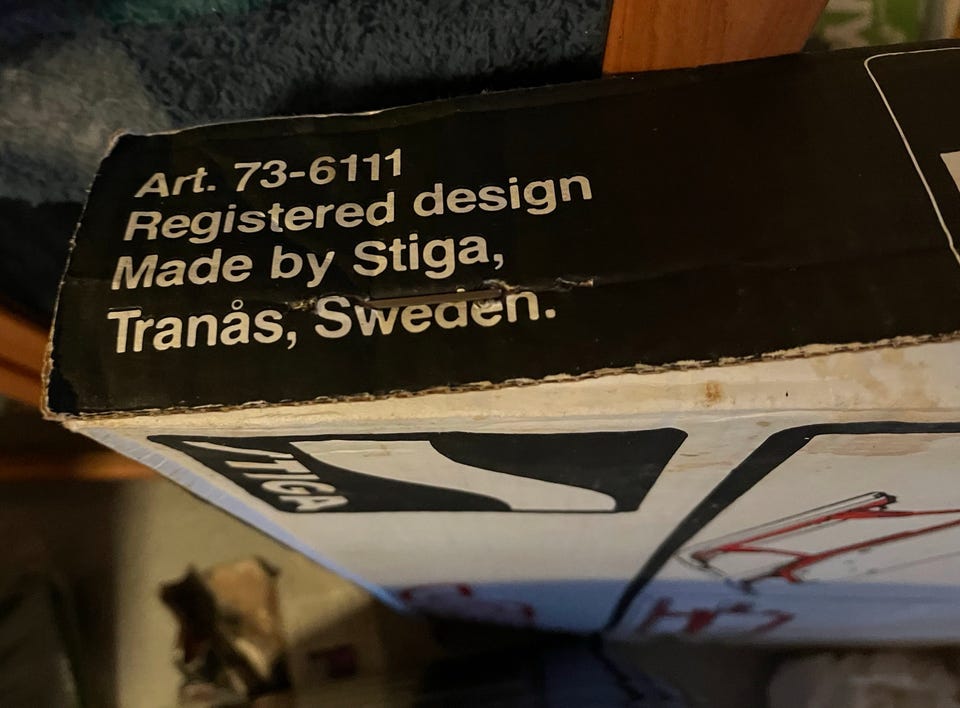 Art. 73-6111
Registered design
Made by Stiga,
Tranås, Sweden.
STIGA